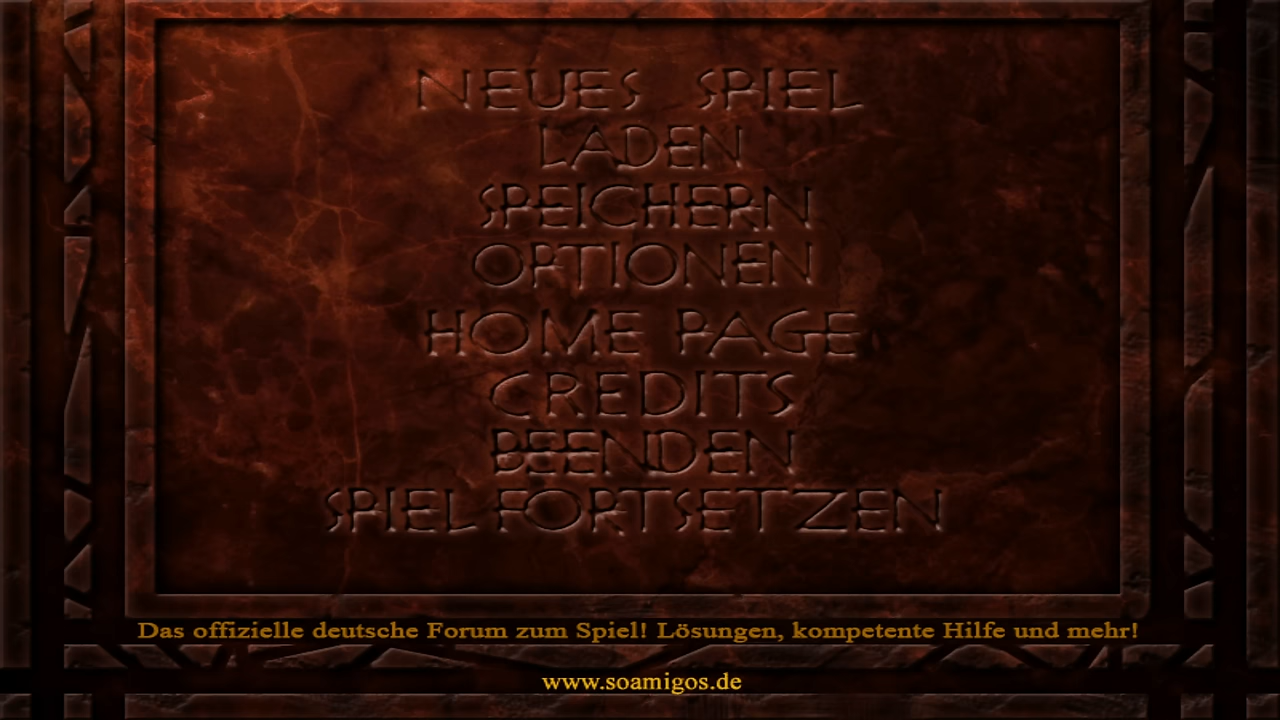 NEUES SPIEL
LADEN
SPEICHERN
OPTIONEN
HOME PAGE
CREDITS
BEENDEN
SPIEL FORTSETZEN
Das offizielle deutsche Forum zum Spiel! Lösungen, kompetente Hilfe und mehr!
www.soamigos.de